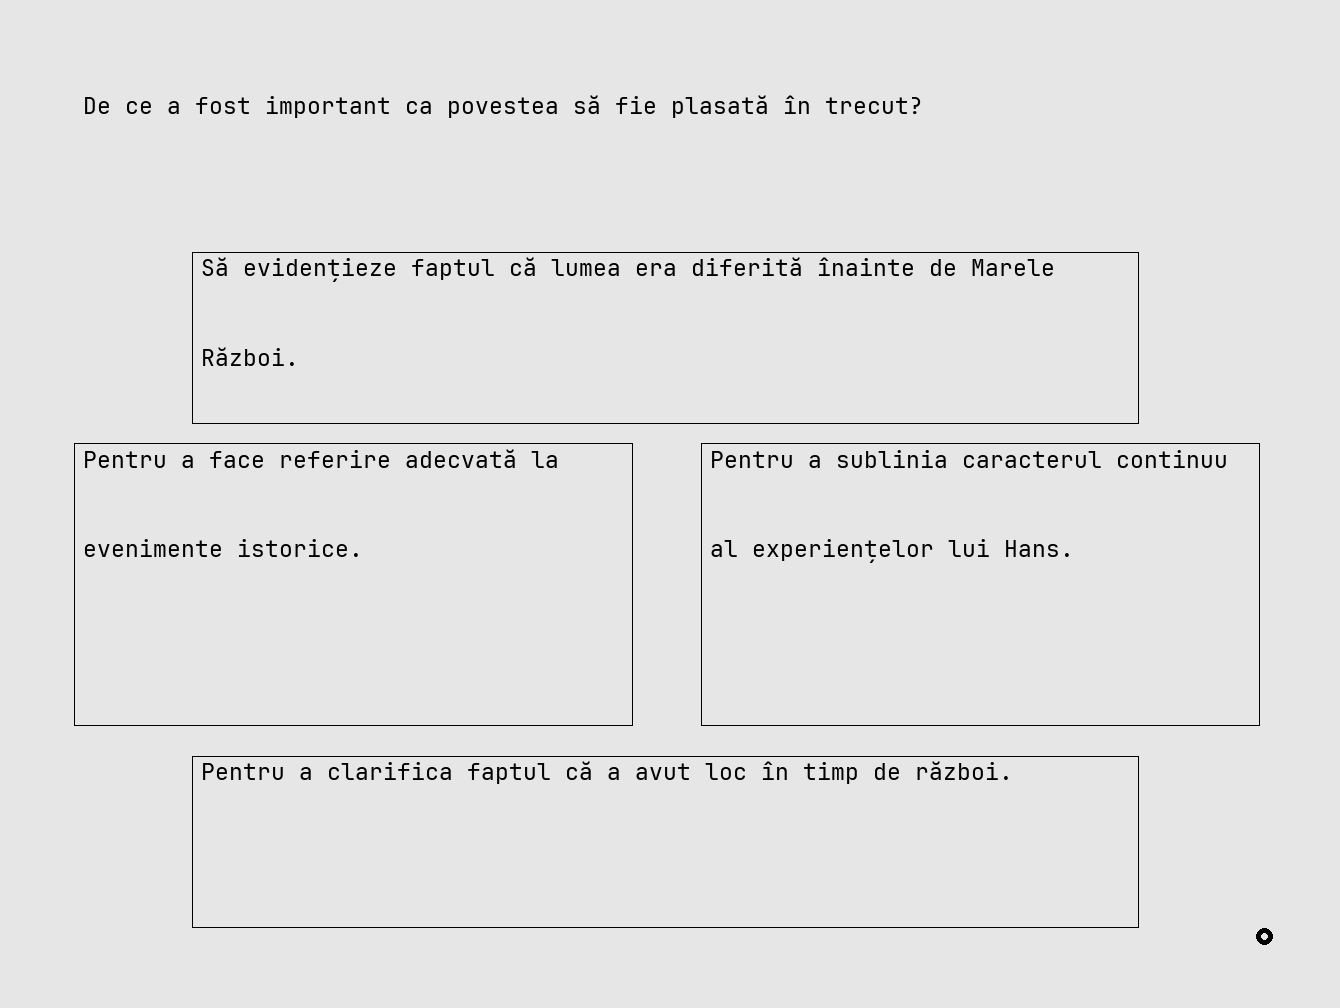 De ce a fost important ca povestea să fie plasată în trecut?
Să evidențieze faptul că lumea era diferită înainte de Marele
Război.
Pentru a face referire adecvată la
evenimente istorice.
Pentru a sublinia caracterul continuu
al experiențelor lui Hans.
Pentru a clarifica faptul că a avut loc în timp de război.